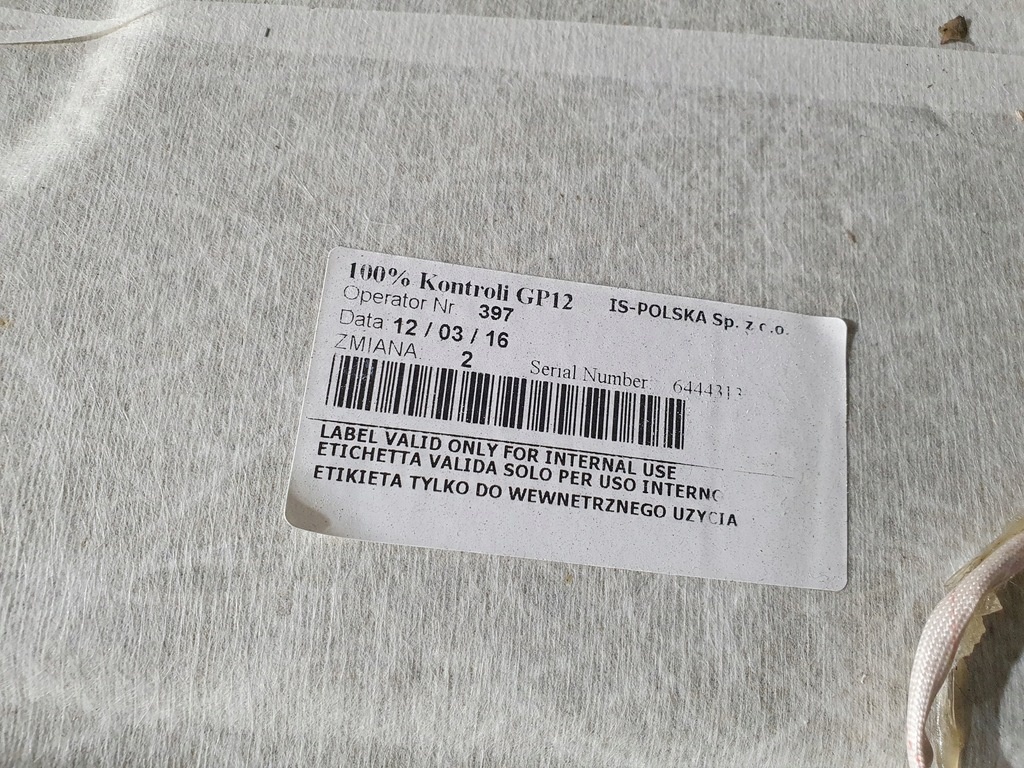 100% Kontroli GP12 IS-POLSKA Sp. z o.o.
Operator Nr. 397
Data: 12 / 03 / 16
ZMIANA: 2
Serial Number:
LABEL VALID ONLY FOR INTERNAL USE
ETICHETTA VALIDA SOLO PER USO INTERNO
ETIKIETA TYLKO DO WEWNETRZNEGO UZYCIA